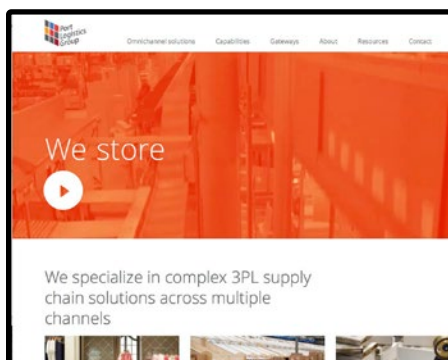 Port
Logistics
Group
Omnichannel solutions Capabilities Gateways About Resources Contact
We store
We specialize in complex 3PL supply
chain solutions across multiple
channels